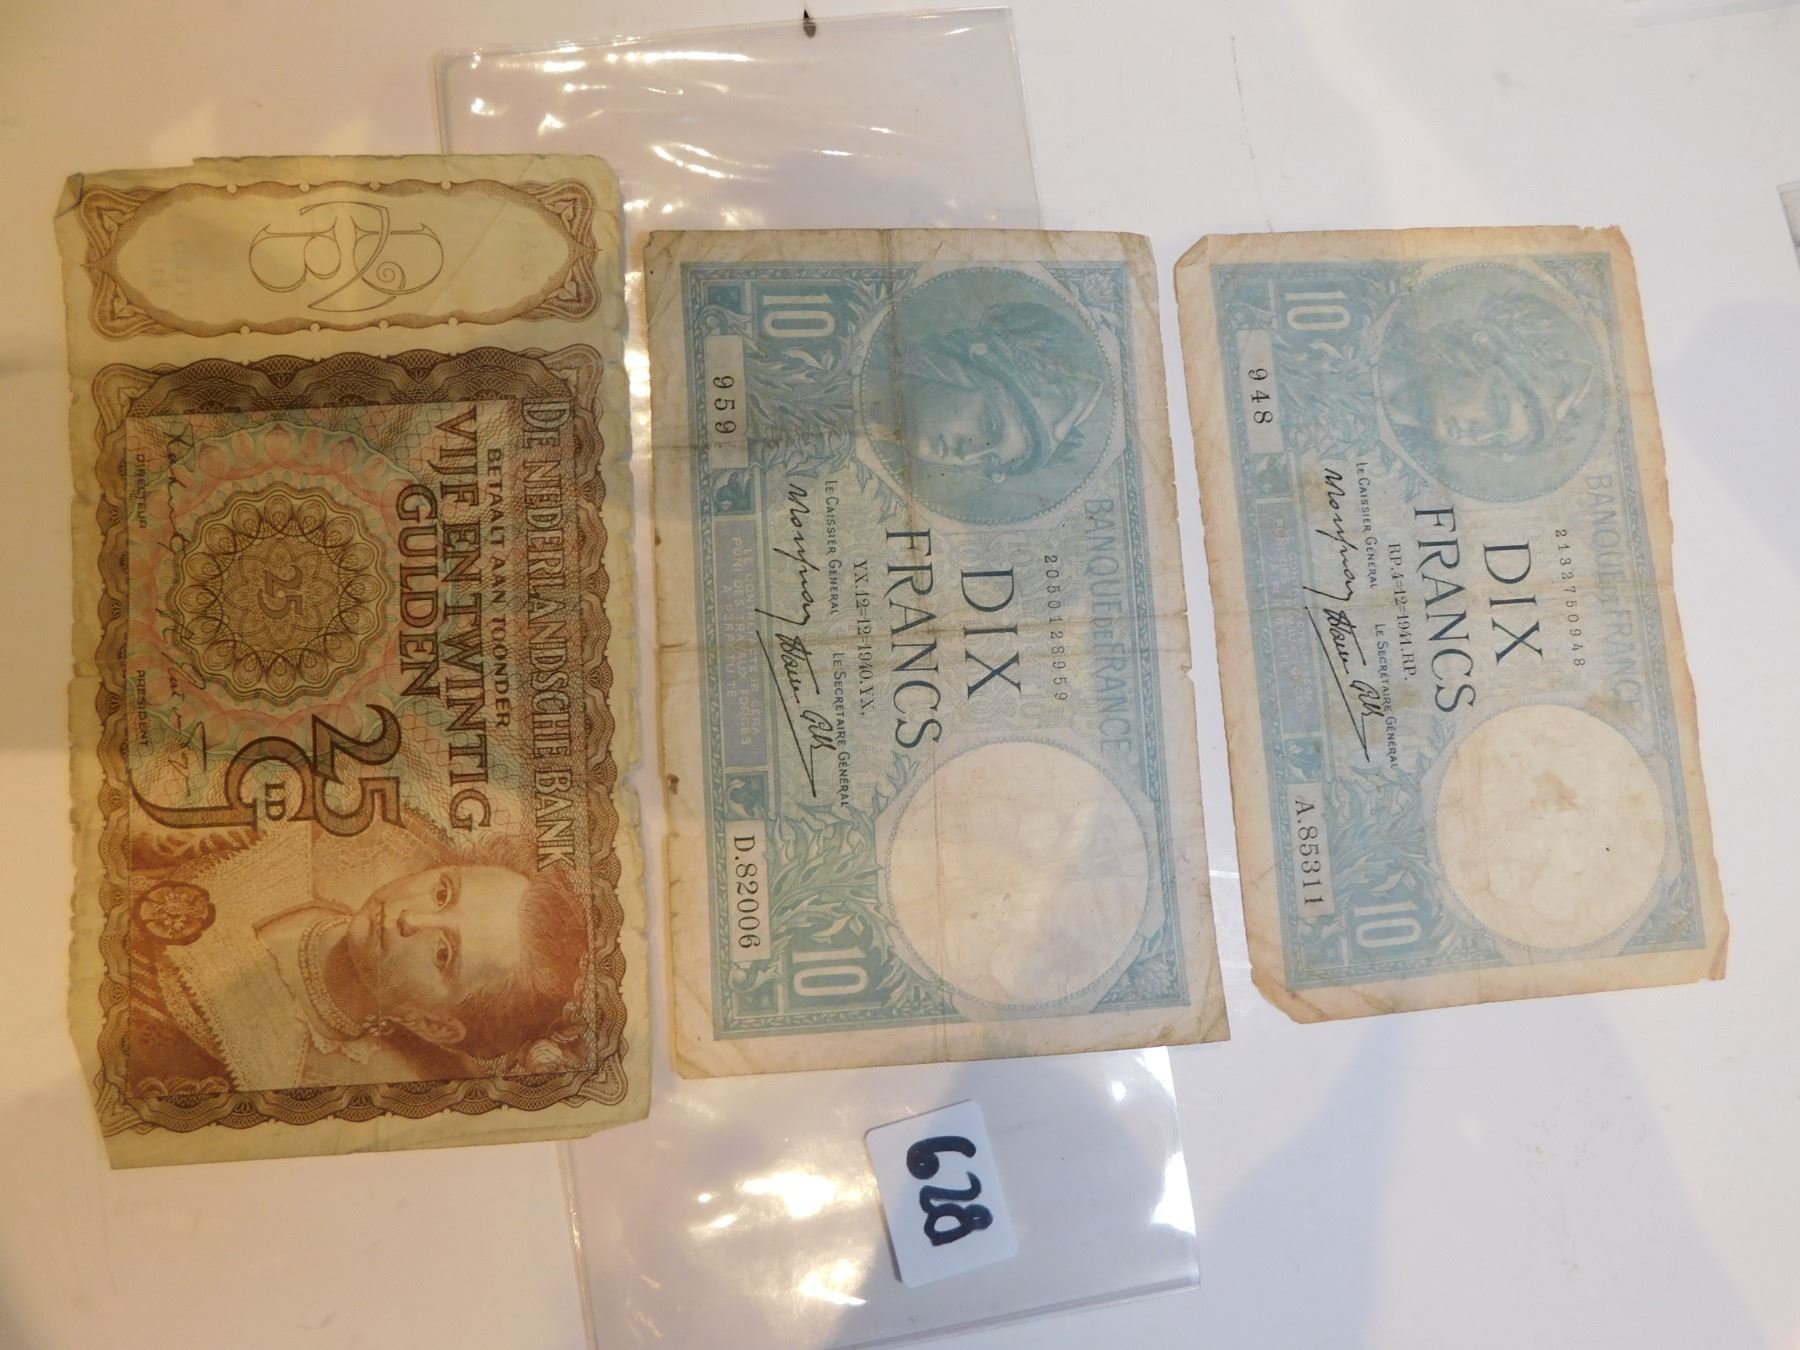 DE NEDERLANDSCHE BANK
BETAALT AAN TOONDER
VIJF EN TWINTIG
GULDEN
25
25
GLD
DIRECTEUR
PRESIDENT
BANQUE DE FRANCE
2050128959
DIX
FRANCS
YX.12=12=1940.YX.
LE CAISSIER GÉNÉRAL
LE SECRÉTAIRE GÉNÉRAL
10
959
D.82006
10
BANQUE DE FRANCE
2132750948
DIX
FRANCS
RP.4=12=1941.RP.
LE CAISSIER GÉNÉRAL
LE SECRÉTAIRE GÉNÉRAL
10
948
A.85311
10
628